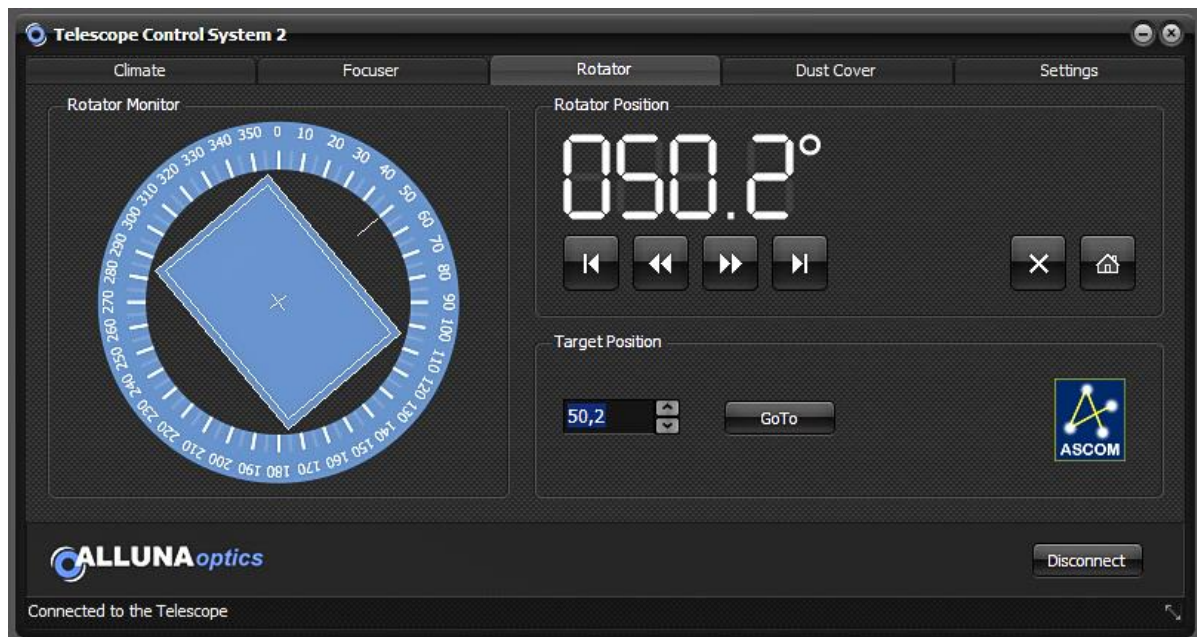 Telescope Control System 2
Climate
Focuser
Rotator
Dust Cover
Settings
Rotator Monitor
0 10 20 30 40 50 60 70 80 90 100 110 120 130 140 150 160 170 180 190 200 210 220 230 240 250 260 270 280 290 300 310 320 330 340 350
Rotator Position
050.2°
Target Position
50,2
GoTo
ASCOM
ALLUNA optics
Disconnect
Connected to the Telescope